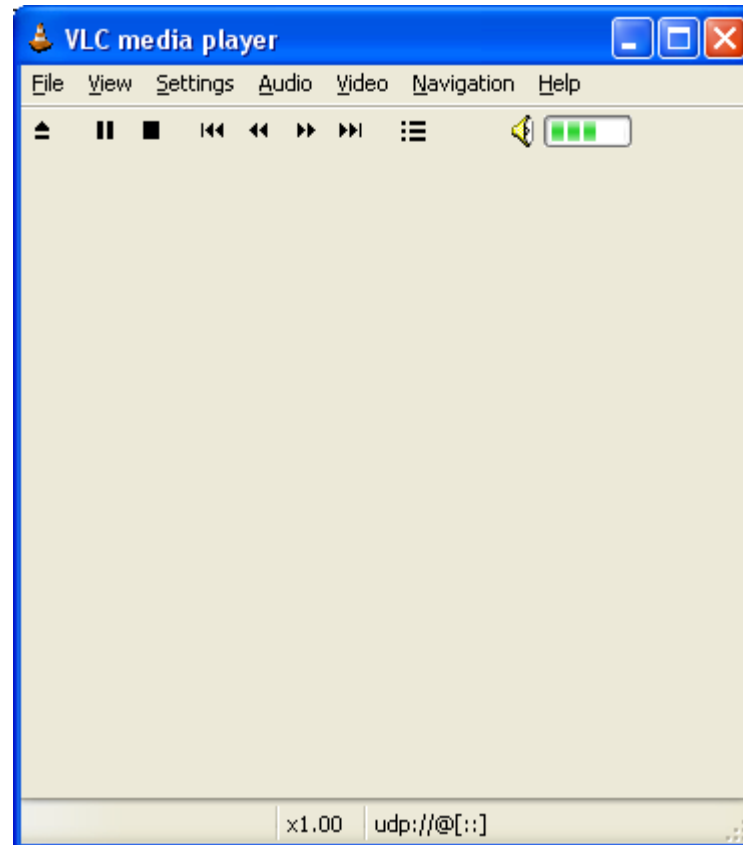 VLC media player
File View Settings Audio Video Navigation Help
x1.00 udp://@[::]